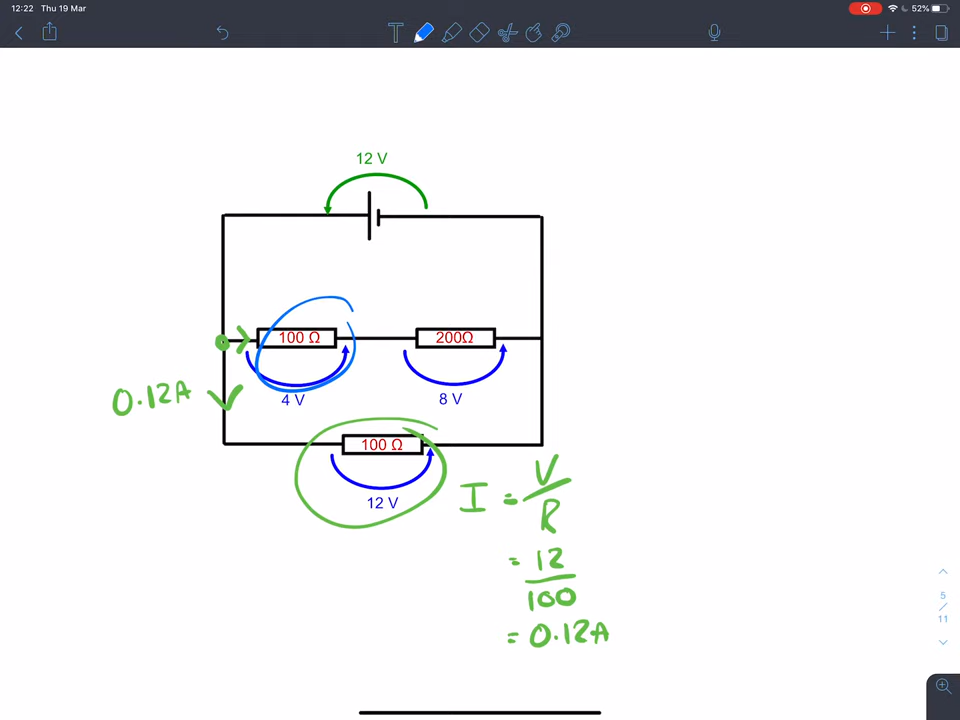 12:22 Thu 19 Mar
52%
T
12 V
100 Ω
200Ω
4 V
8 V
0.12A
100 Ω
12 V
I = V/R
= 12/100
= 0.12A
5
/
11